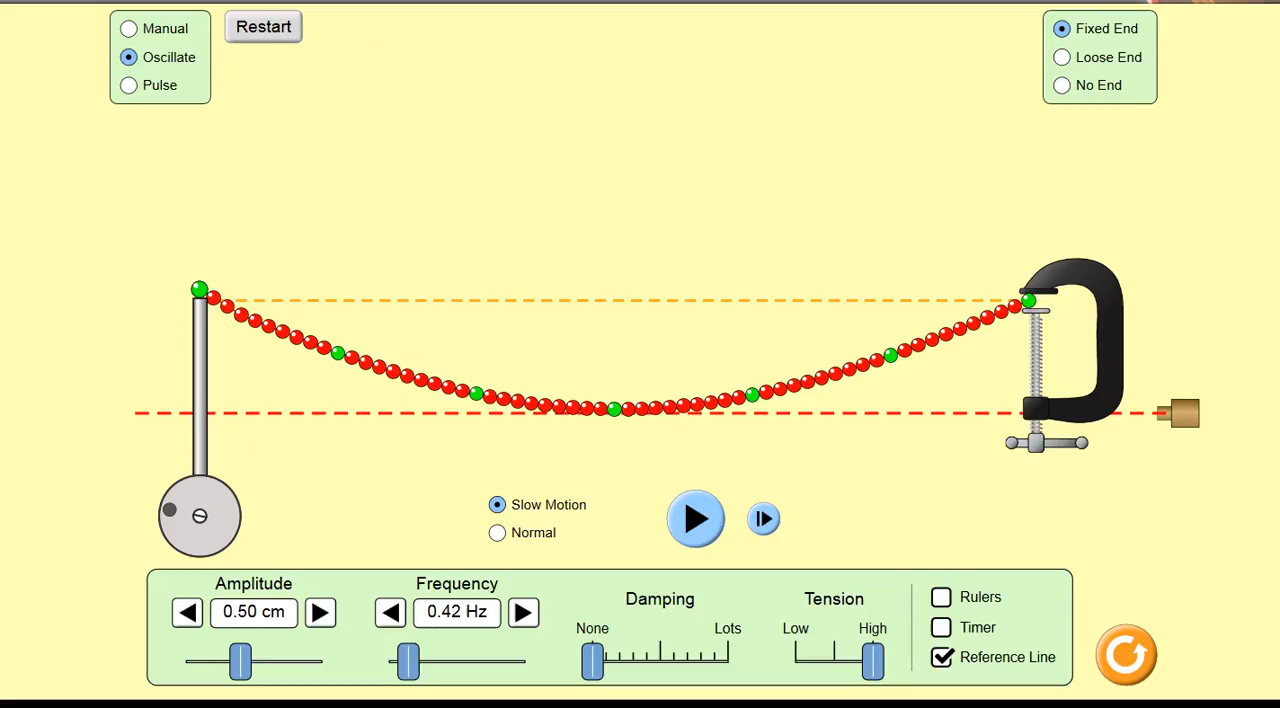 Manual
Oscillate
Pulse
Restart
Fixed End
Loose End
No End
Slow Motion
Normal
Amplitude
0.50 cm
Frequency
0.42 Hz
Damping
None
Lots
Tension
Low
High
Rulers
Timer
Reference Line